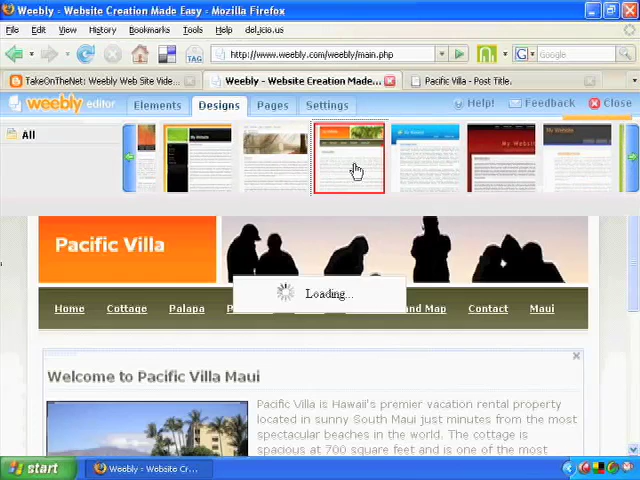 Weebly - Website Creation Made Easy - Mozilla Firefox
File Edit View History Bookmarks Tools del.icio.us
TAG http://www.weebly.com/weebly/main.php Google
TakeOnTheNet: Weebly Web Site Vide... Weebly - Website Creation Made... Pacific Villa - Post Title.
weebly editor Elements Designs Pages Settings Help! Feedback Close
All
Pacific Villa
Loading...
Home Cottage Palapa and Map Contact Maui
Welcome to Pacific Villa Maui
Pacific Villa is Hawaii's premier vacation rental property
located in sunny South Maui just minutes from the most
spectacular beaches in the world. The cottage is
spacious at 700 square feet and is one of the most
start Weebly - Website Cr...